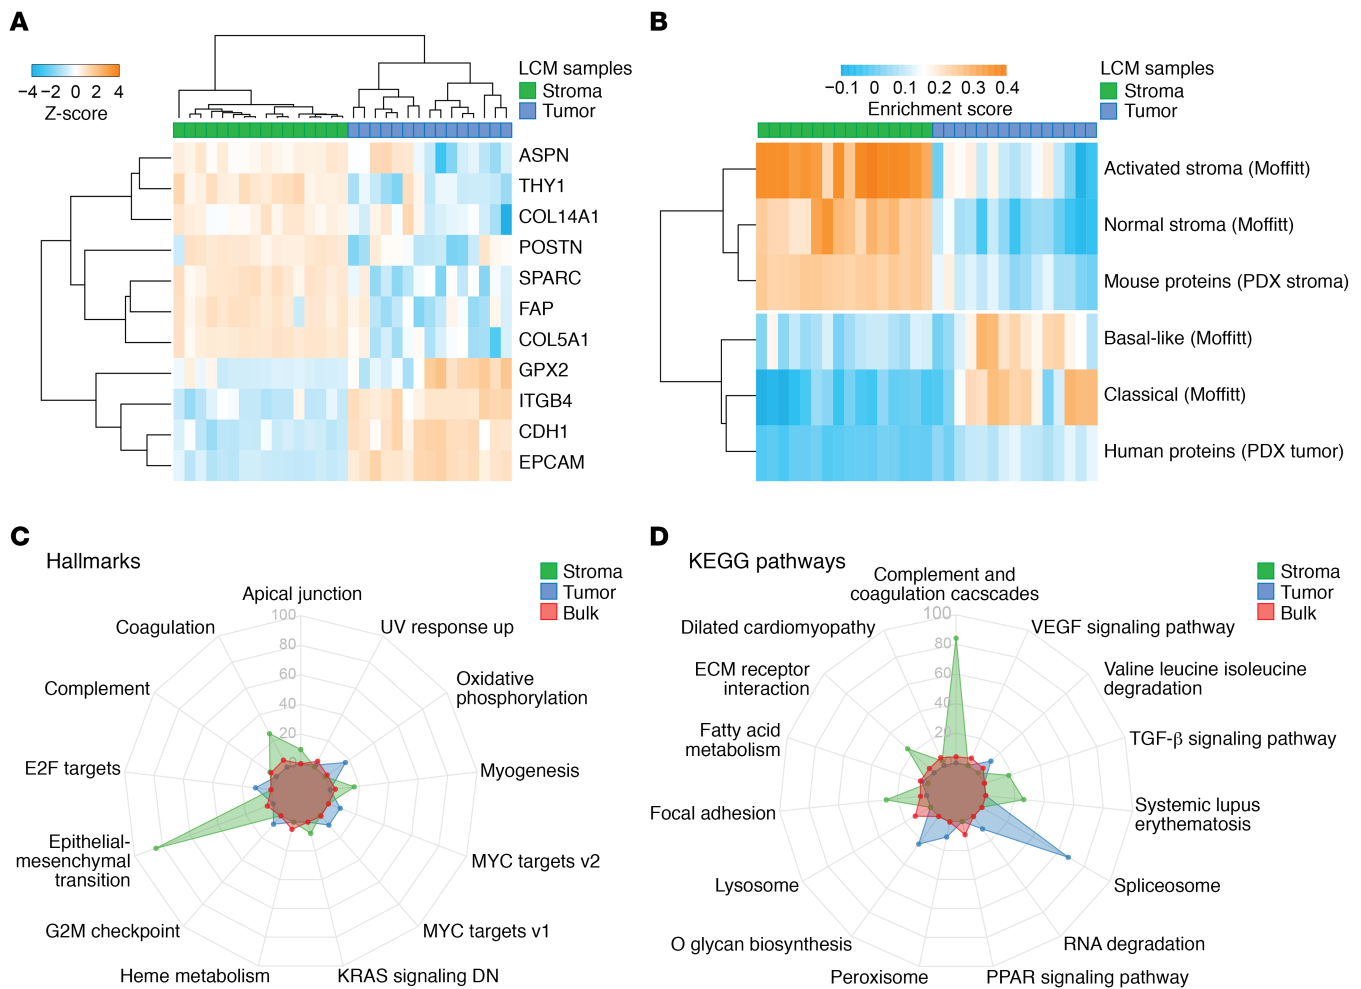 A
−4 −2 0 2 4
Z-score
LCM samples
Stroma
Tumor
ASPN
THY1
COL14A1
POSTN
SPARC
FAP
COL5A1
GPX2
ITGB4
CDH1
EPCAM
B
−0.1 0 0.1 0.2 0.3 0.4
Enrichment score
LCM samples
Stroma
Tumor
Activated stroma (Moffitt)
Normal stroma (Moffitt)
Mouse proteins (PDX stroma)
Basal-like (Moffitt)
Classical (Moffitt)
Human proteins (PDX tumor)
C
Hallmarks
Stroma
Tumor
Bulk
Apical junction
UV response up
Oxidative
phosphorylation
Myogenesis
MYC targets v2
MYC targets v1
KRAS signaling DN
Heme metabolism
G2M checkpoint
Epithelial-
mesenchymal
transition
E2F targets
Complement
Coagulation
100
80
60
40
20
D
KEGG pathways
Stroma
Tumor
Bulk
Complement and
coagulation cacscades
VEGF signaling pathway
Valine leucine isoleucine
degradation
TGF-β signaling pathway
Systemic lupus
erythematosis
Spliceosome
RNA degradation
PPAR signaling pathway
Peroxisome
O glycan biosynthesis
Lysosome
Focal adhesion
Fatty acid
metabolism
ECM receptor
interaction
Dilated cardiomyopathy
100
80
60
40
20